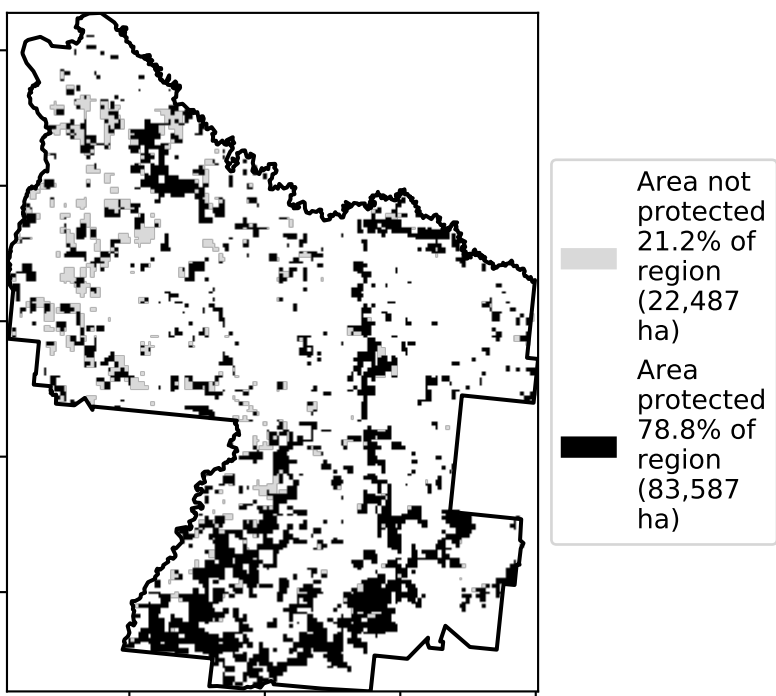 Area not
protected
21.2% of
region
(22,487
ha)
Area
protected
78.8% of
region
(83,587
ha)